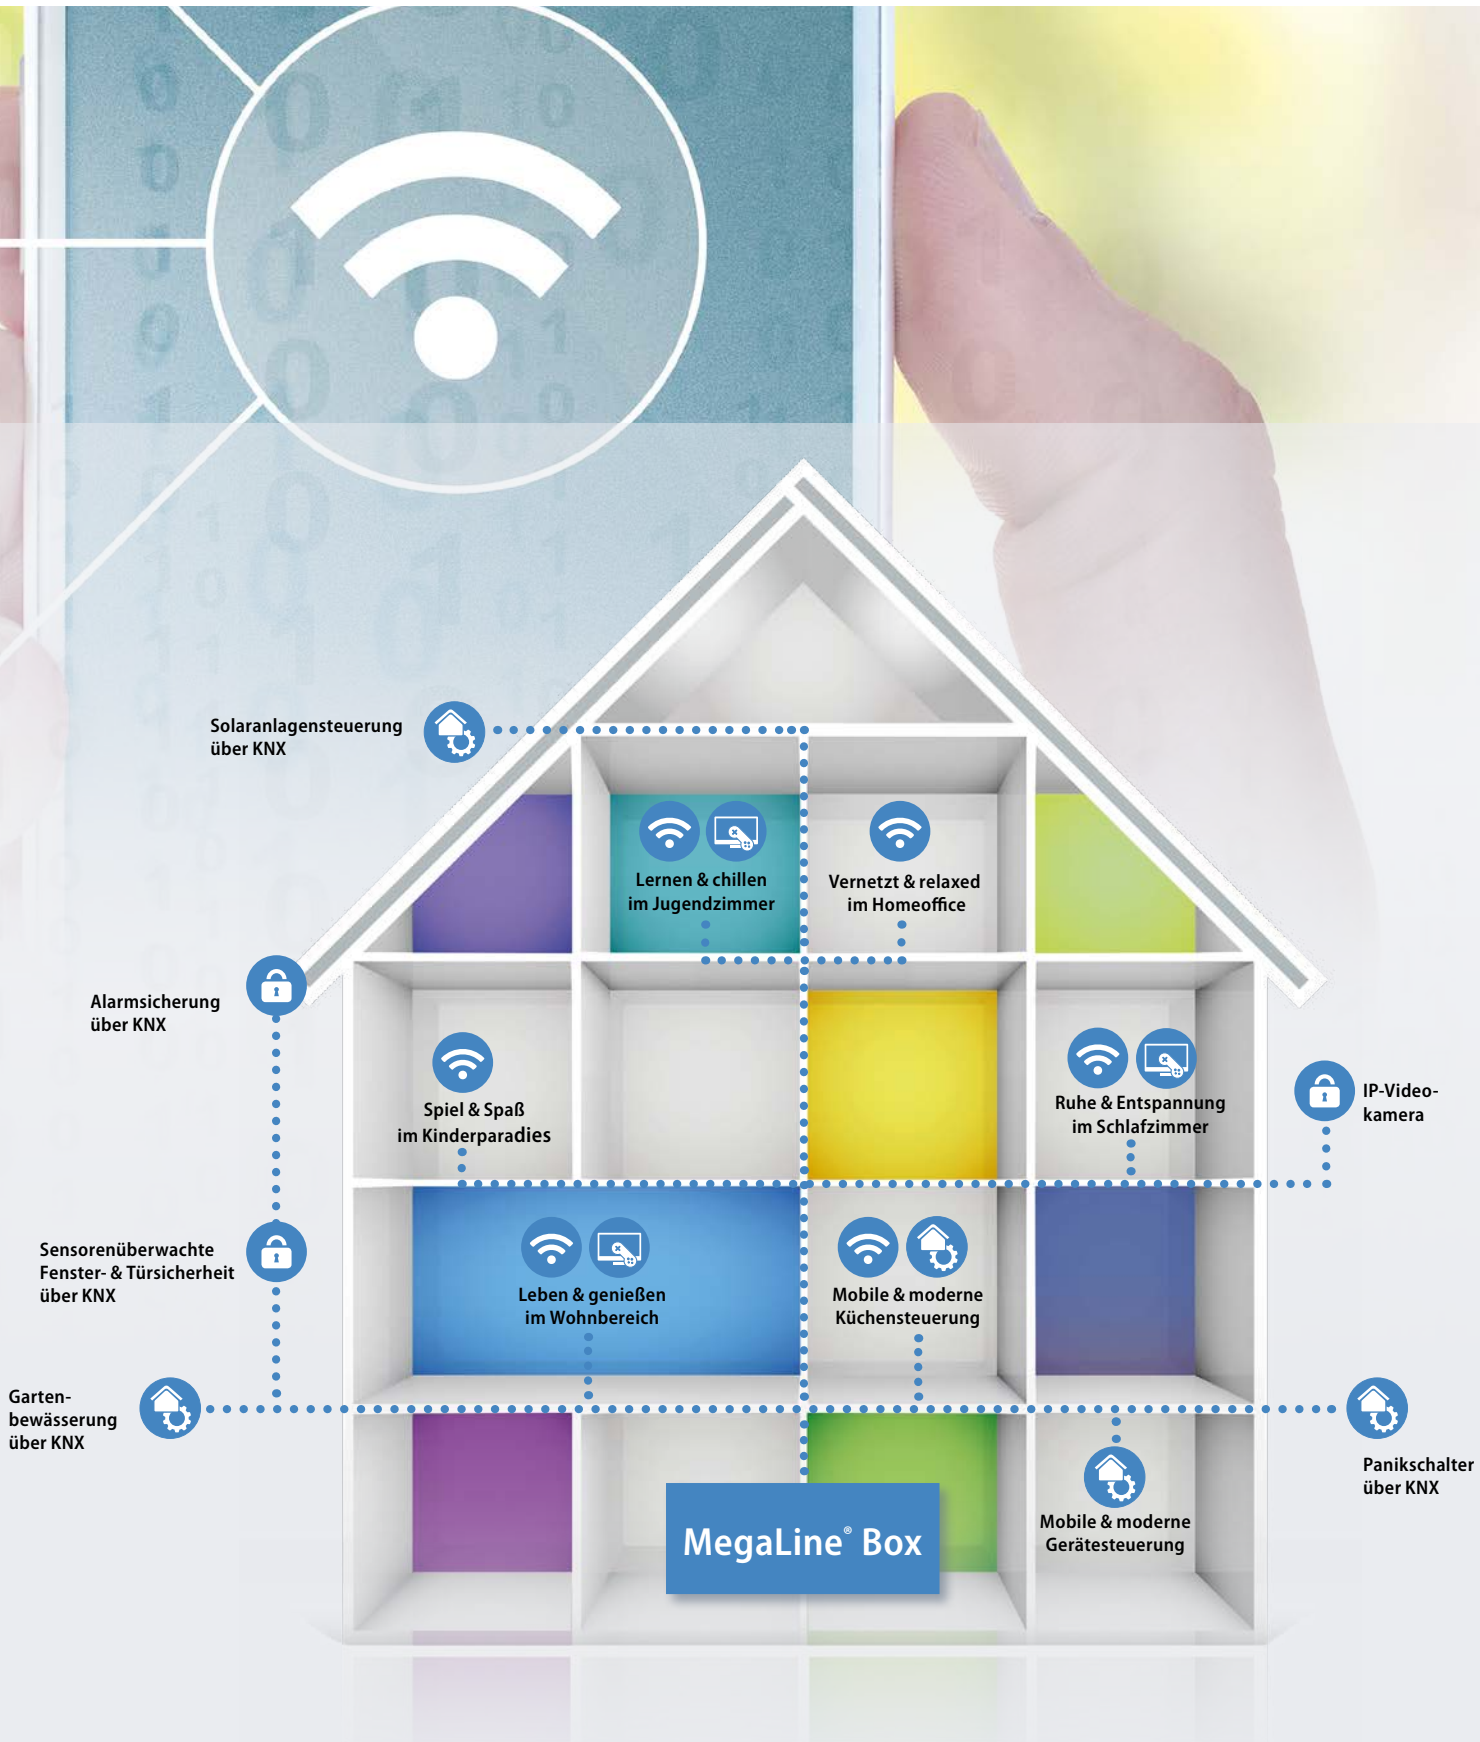 Solaranlagensteuerung
über KNX
Lernen & chillen
im Jugendzimmer
Vernetzt & relaxed
im Homeoffice
Alarmsicherung
über KNX
Spiel & Spaß
im Kinderparadies
Ruhe & Entspannung
im Schlafzimmer
IP-Video-
kamera
Sensorenüberwachte
Fenster- & Türsicherheit
über KNX
Leben & genießen
im Wohnbereich
Mobile & moderne
Küchensteuerung
Garten-
bewässerung
über KNX
Panikschalter
über KNX
Mobile & moderne
Gerätesteuerung
MegaLine® Box